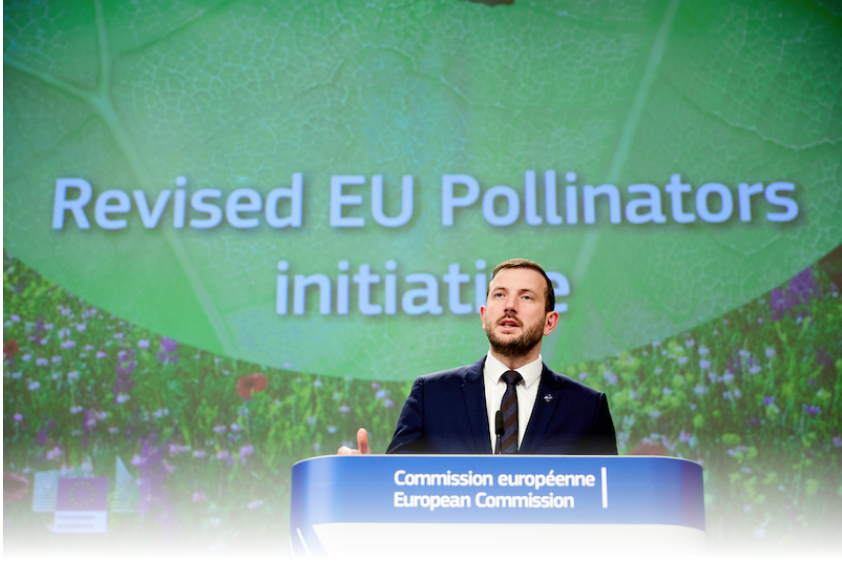 Revised EU Pollinators
initiative
Commission européenne
European Commission